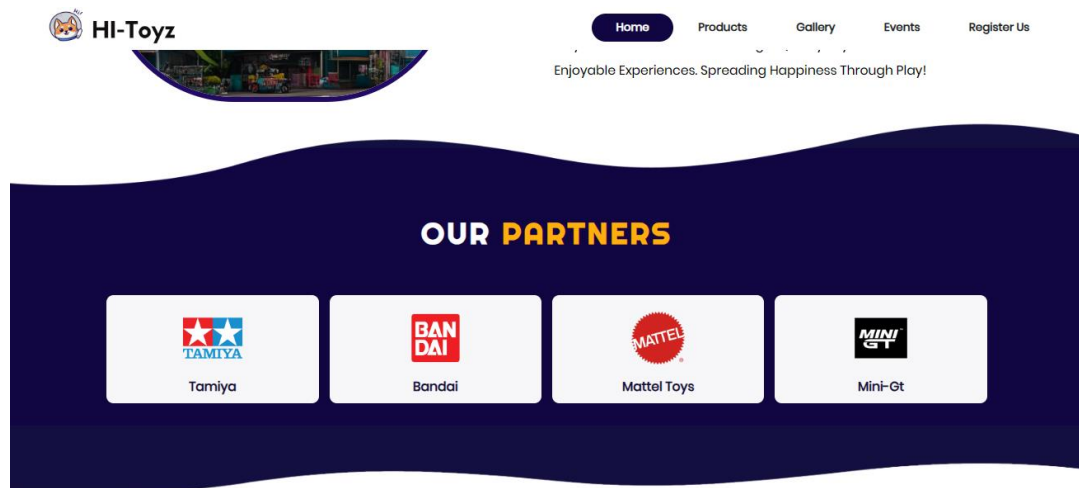 HI-Toyz
Home Products Gallery Events Register Us
Enjoyable Experiences. Spreading Happiness Through Play!
OUR PARTNERS
TAMIYA
Tamiya
BAN
DAI
Bandai
MATTEL
Mattel Toys
MINI
GT
Mini-Gt